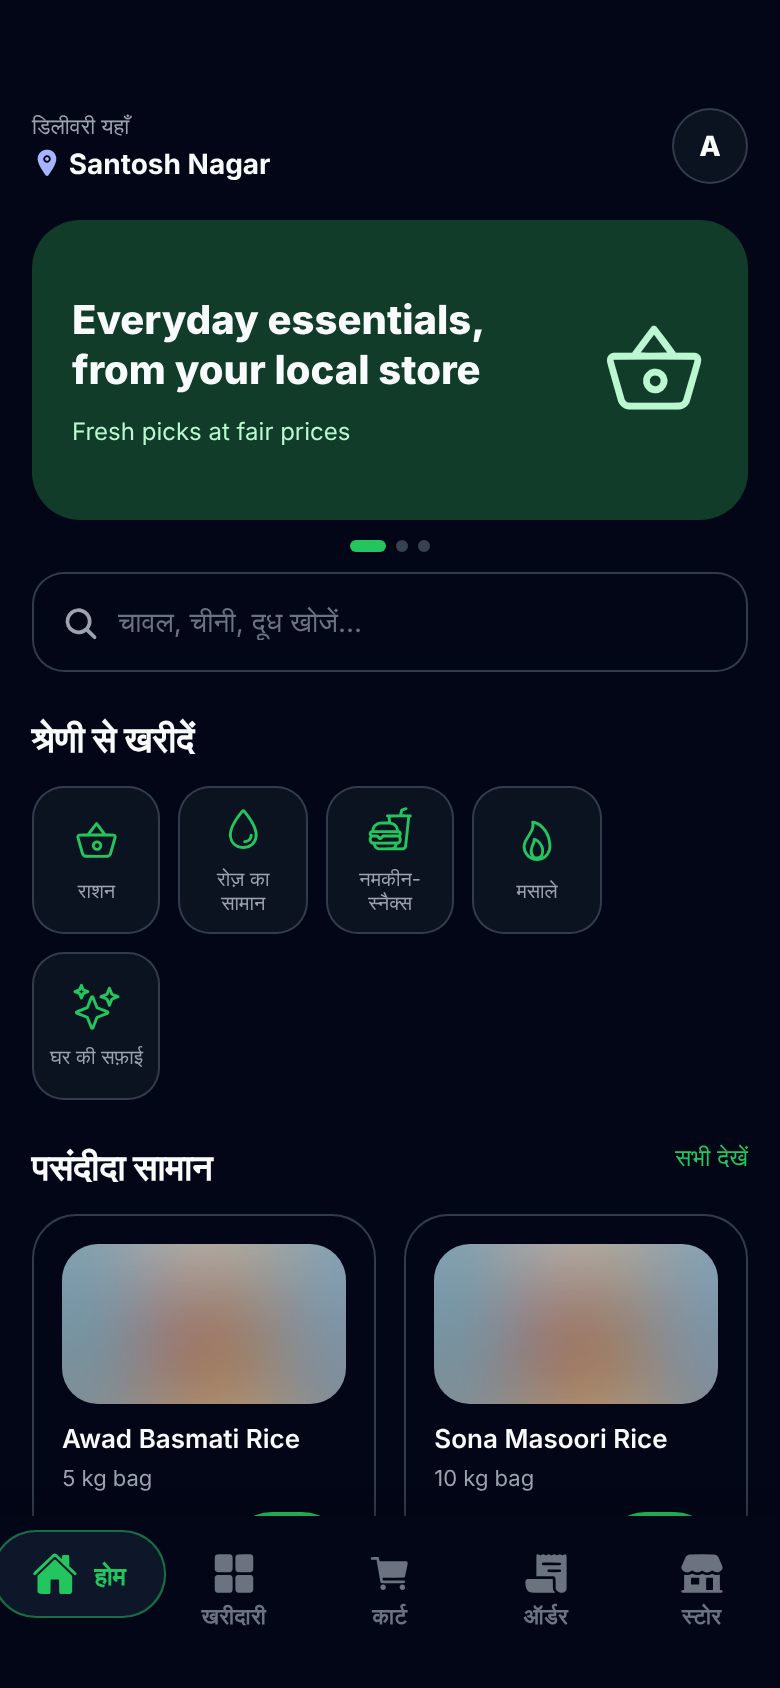 डिलीवरी यहाँ
Santosh Nagar
A
Everyday essentials,
from your local store
Fresh picks at fair prices
चावल, चीनी, दूध खोजें...
श्रेणी से खरीदें
राशन
रोज़ का
सामान
नमकीन-
स्नैक्स
मसाले
घर की सफ़ाई
पसंदीदा सामान
सभी देखें
Awad Basmati Rice
5 kg bag
Sona Masoori Rice
10 kg bag
होम
खरीदारी
कार्ट
ऑर्डर
स्टोर